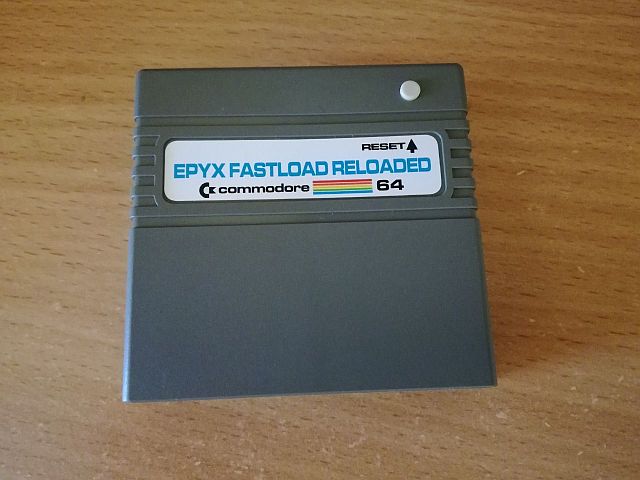 RESET
EPYX FASTLOAD RELOADED
commodore 64